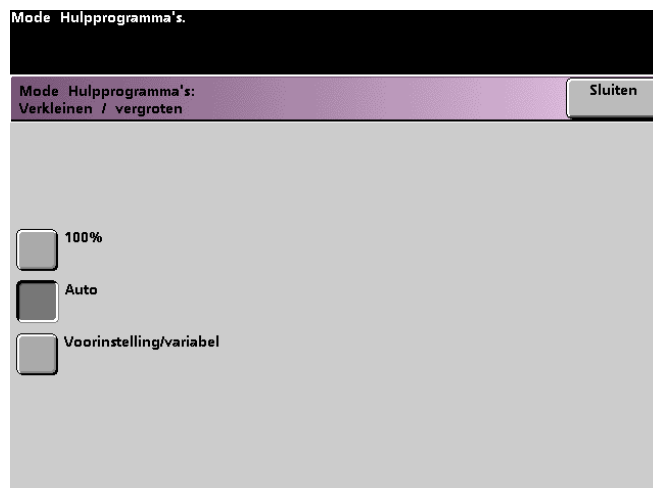 Mode Hulpprogramma's.
Mode Hulpprogramma's:
Verkleinen / vergroten
Sluiten
100%
Auto
Voorinstelling/variabel